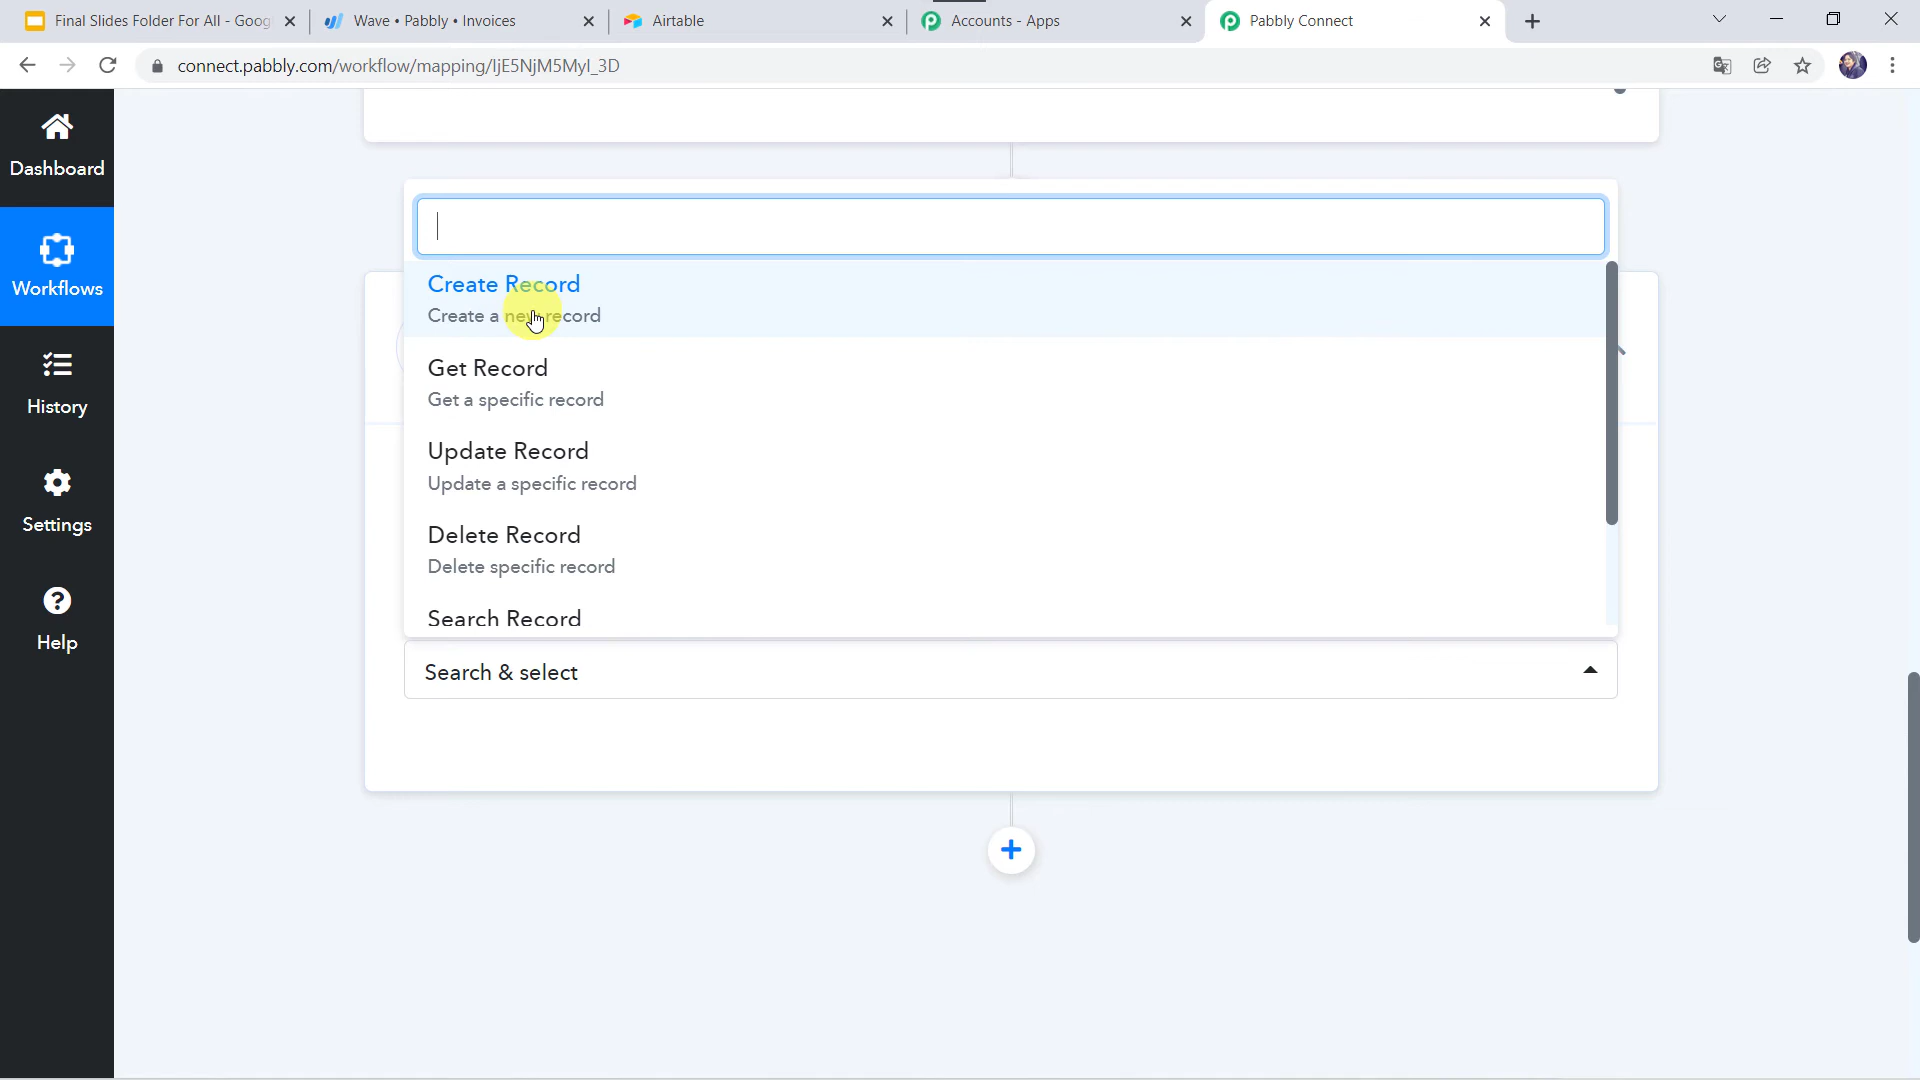 Final Slides Folder For All - Goog
Wave • Pabbly • Invoices
Airtable
Accounts - Apps
Pabbly Connect
connect.pabbly.com/workflow/mapping/IjE5NjM5MyI_3D
Dashboard
Workflows
History
Settings
Help
Create Record
Create a new record
Get Record
Get a specific record
Update Record
Update a specific record
Delete Record
Delete specific record
Search Record
Search & select